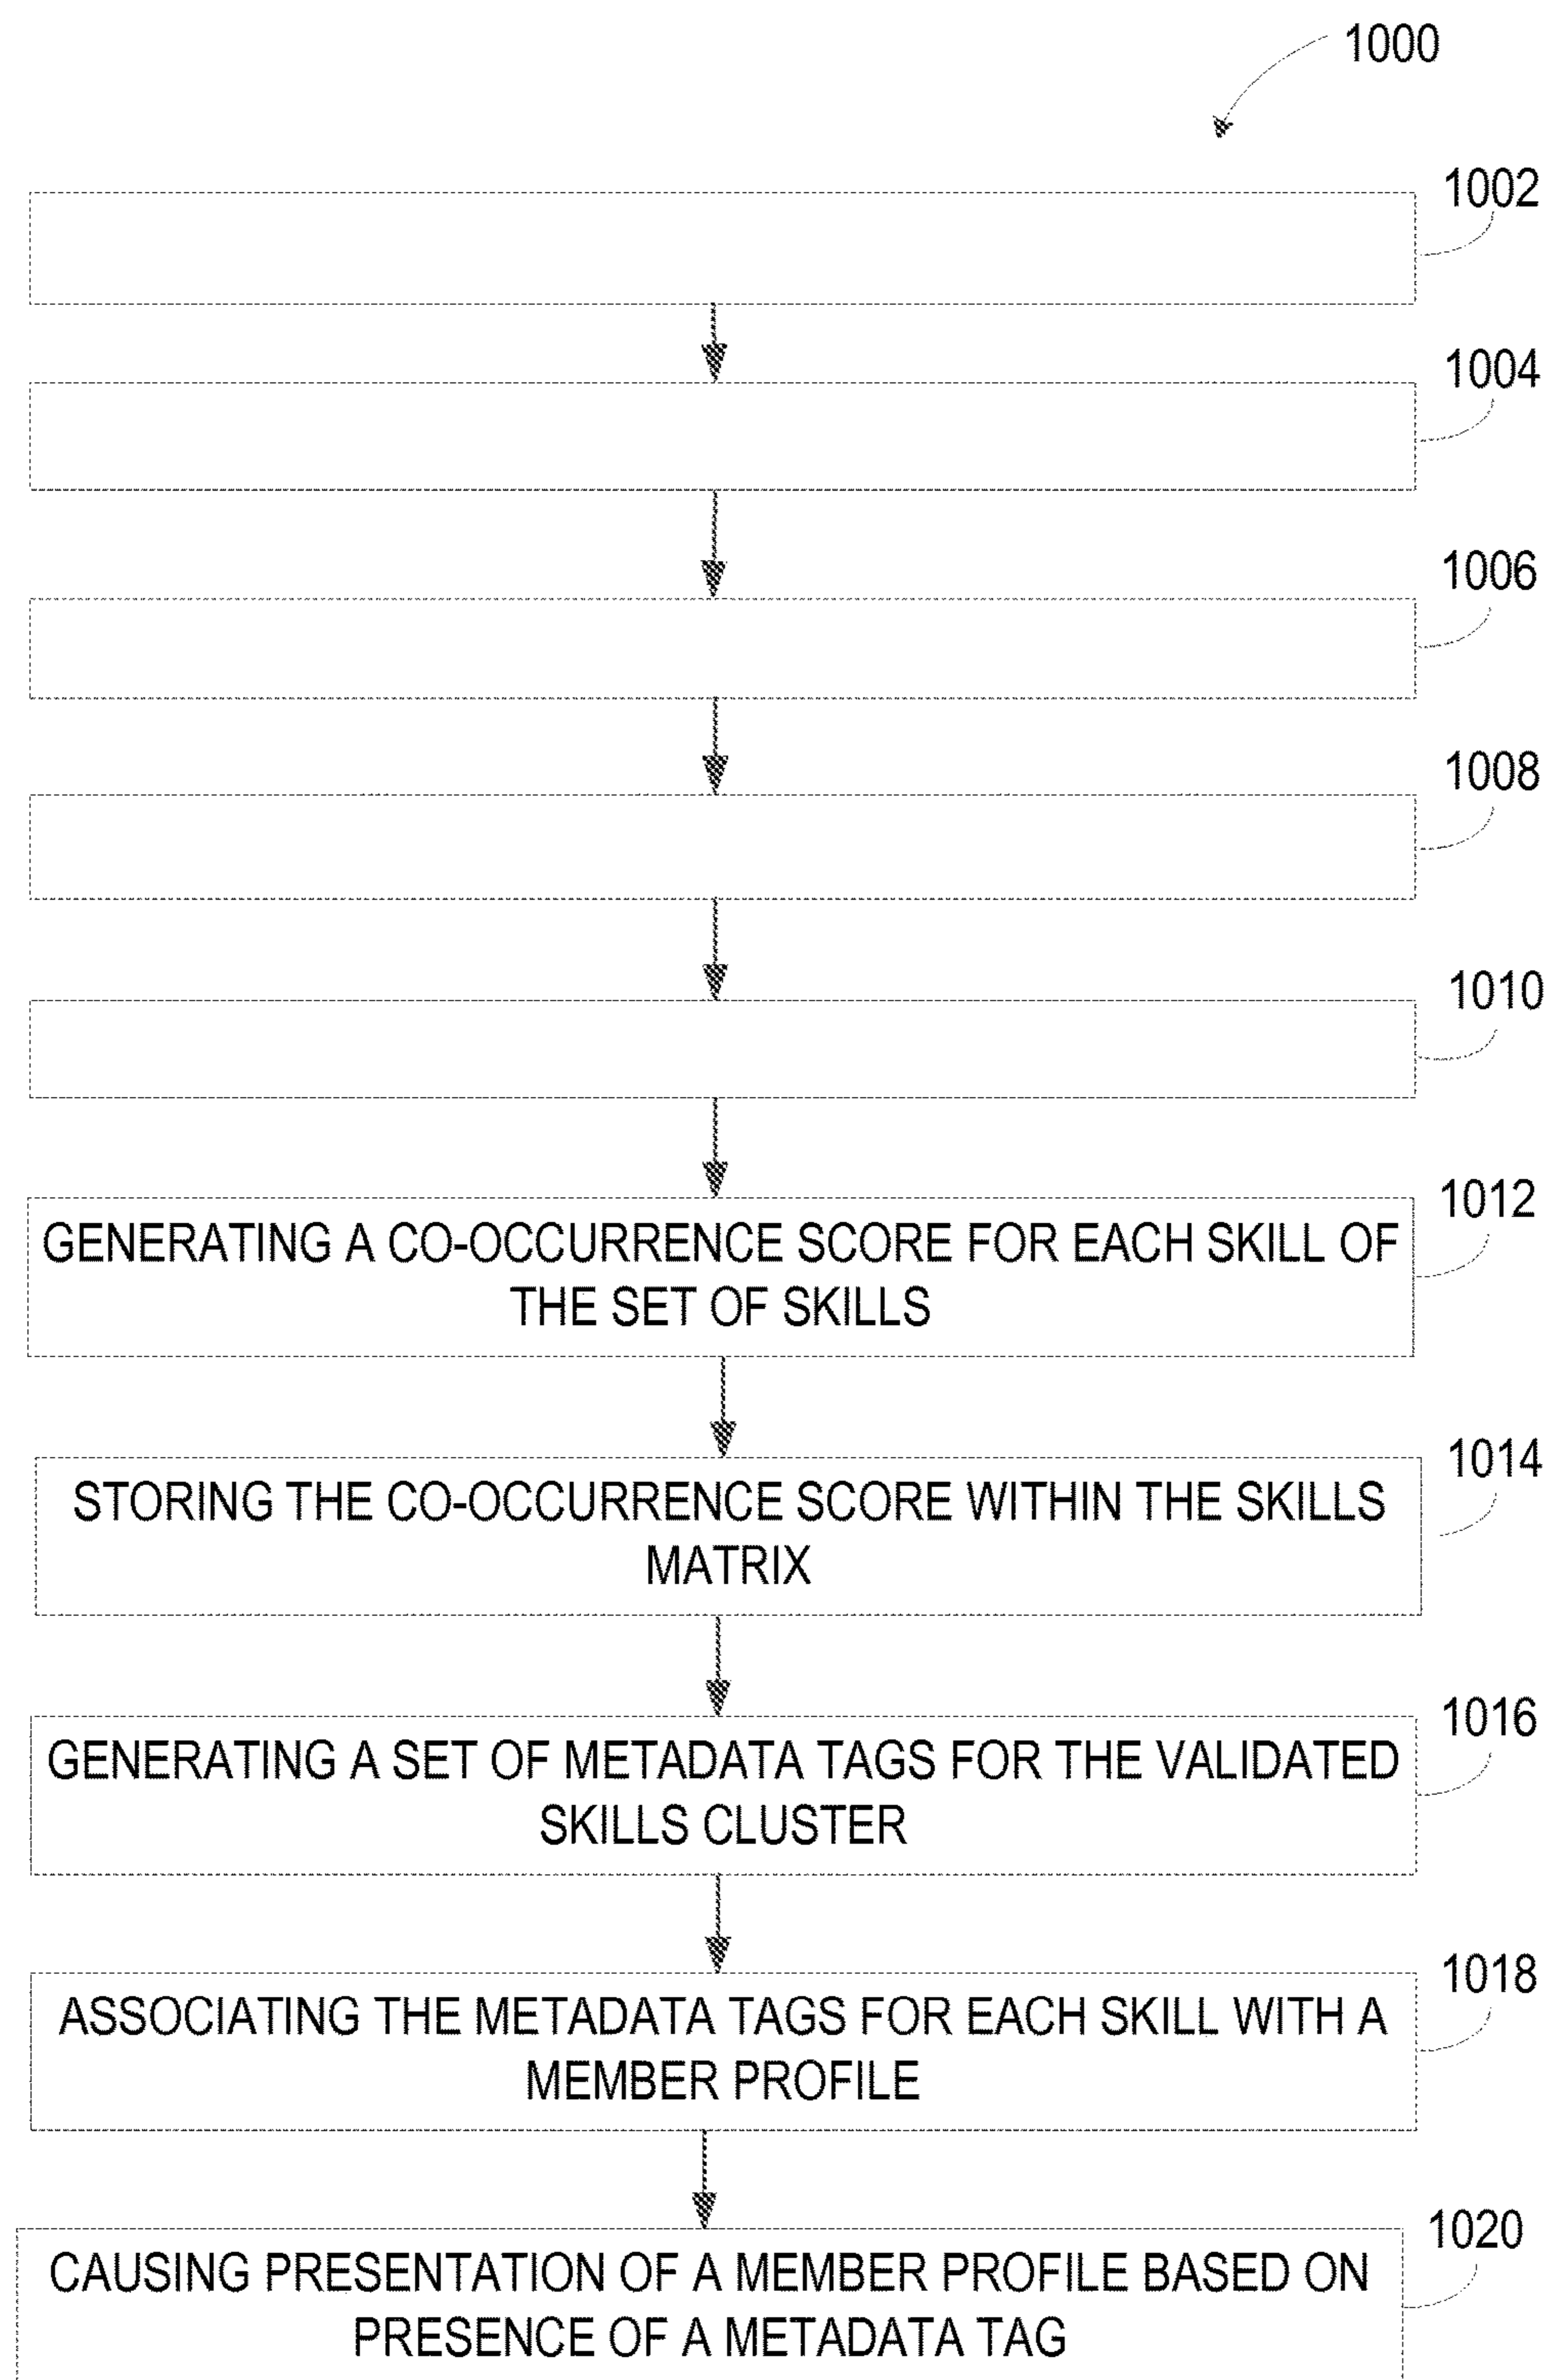 1000
1002
1004
1006
1008
1010
1012
GENERATING A CO-OCCURRENCE SCORE FOR EACH SKILL OF
THE SET OF SKILLS
1014
STORING THE CO-OCCURRENCE SCORE WITHIN THE SKILLS
MATRIX
1016
GENERATING A SET OF METADATA TAGS FOR THE VALIDATED
SKILLS CLUSTER
1018
ASSOCIATING THE METADATA TAGS FOR EACH SKILL WITH A
MEMBER PROFILE
1020
CAUSING PRESENTATION OF A MEMBER PROFILE BASED ON
PRESENCE OF A METADATA TAG